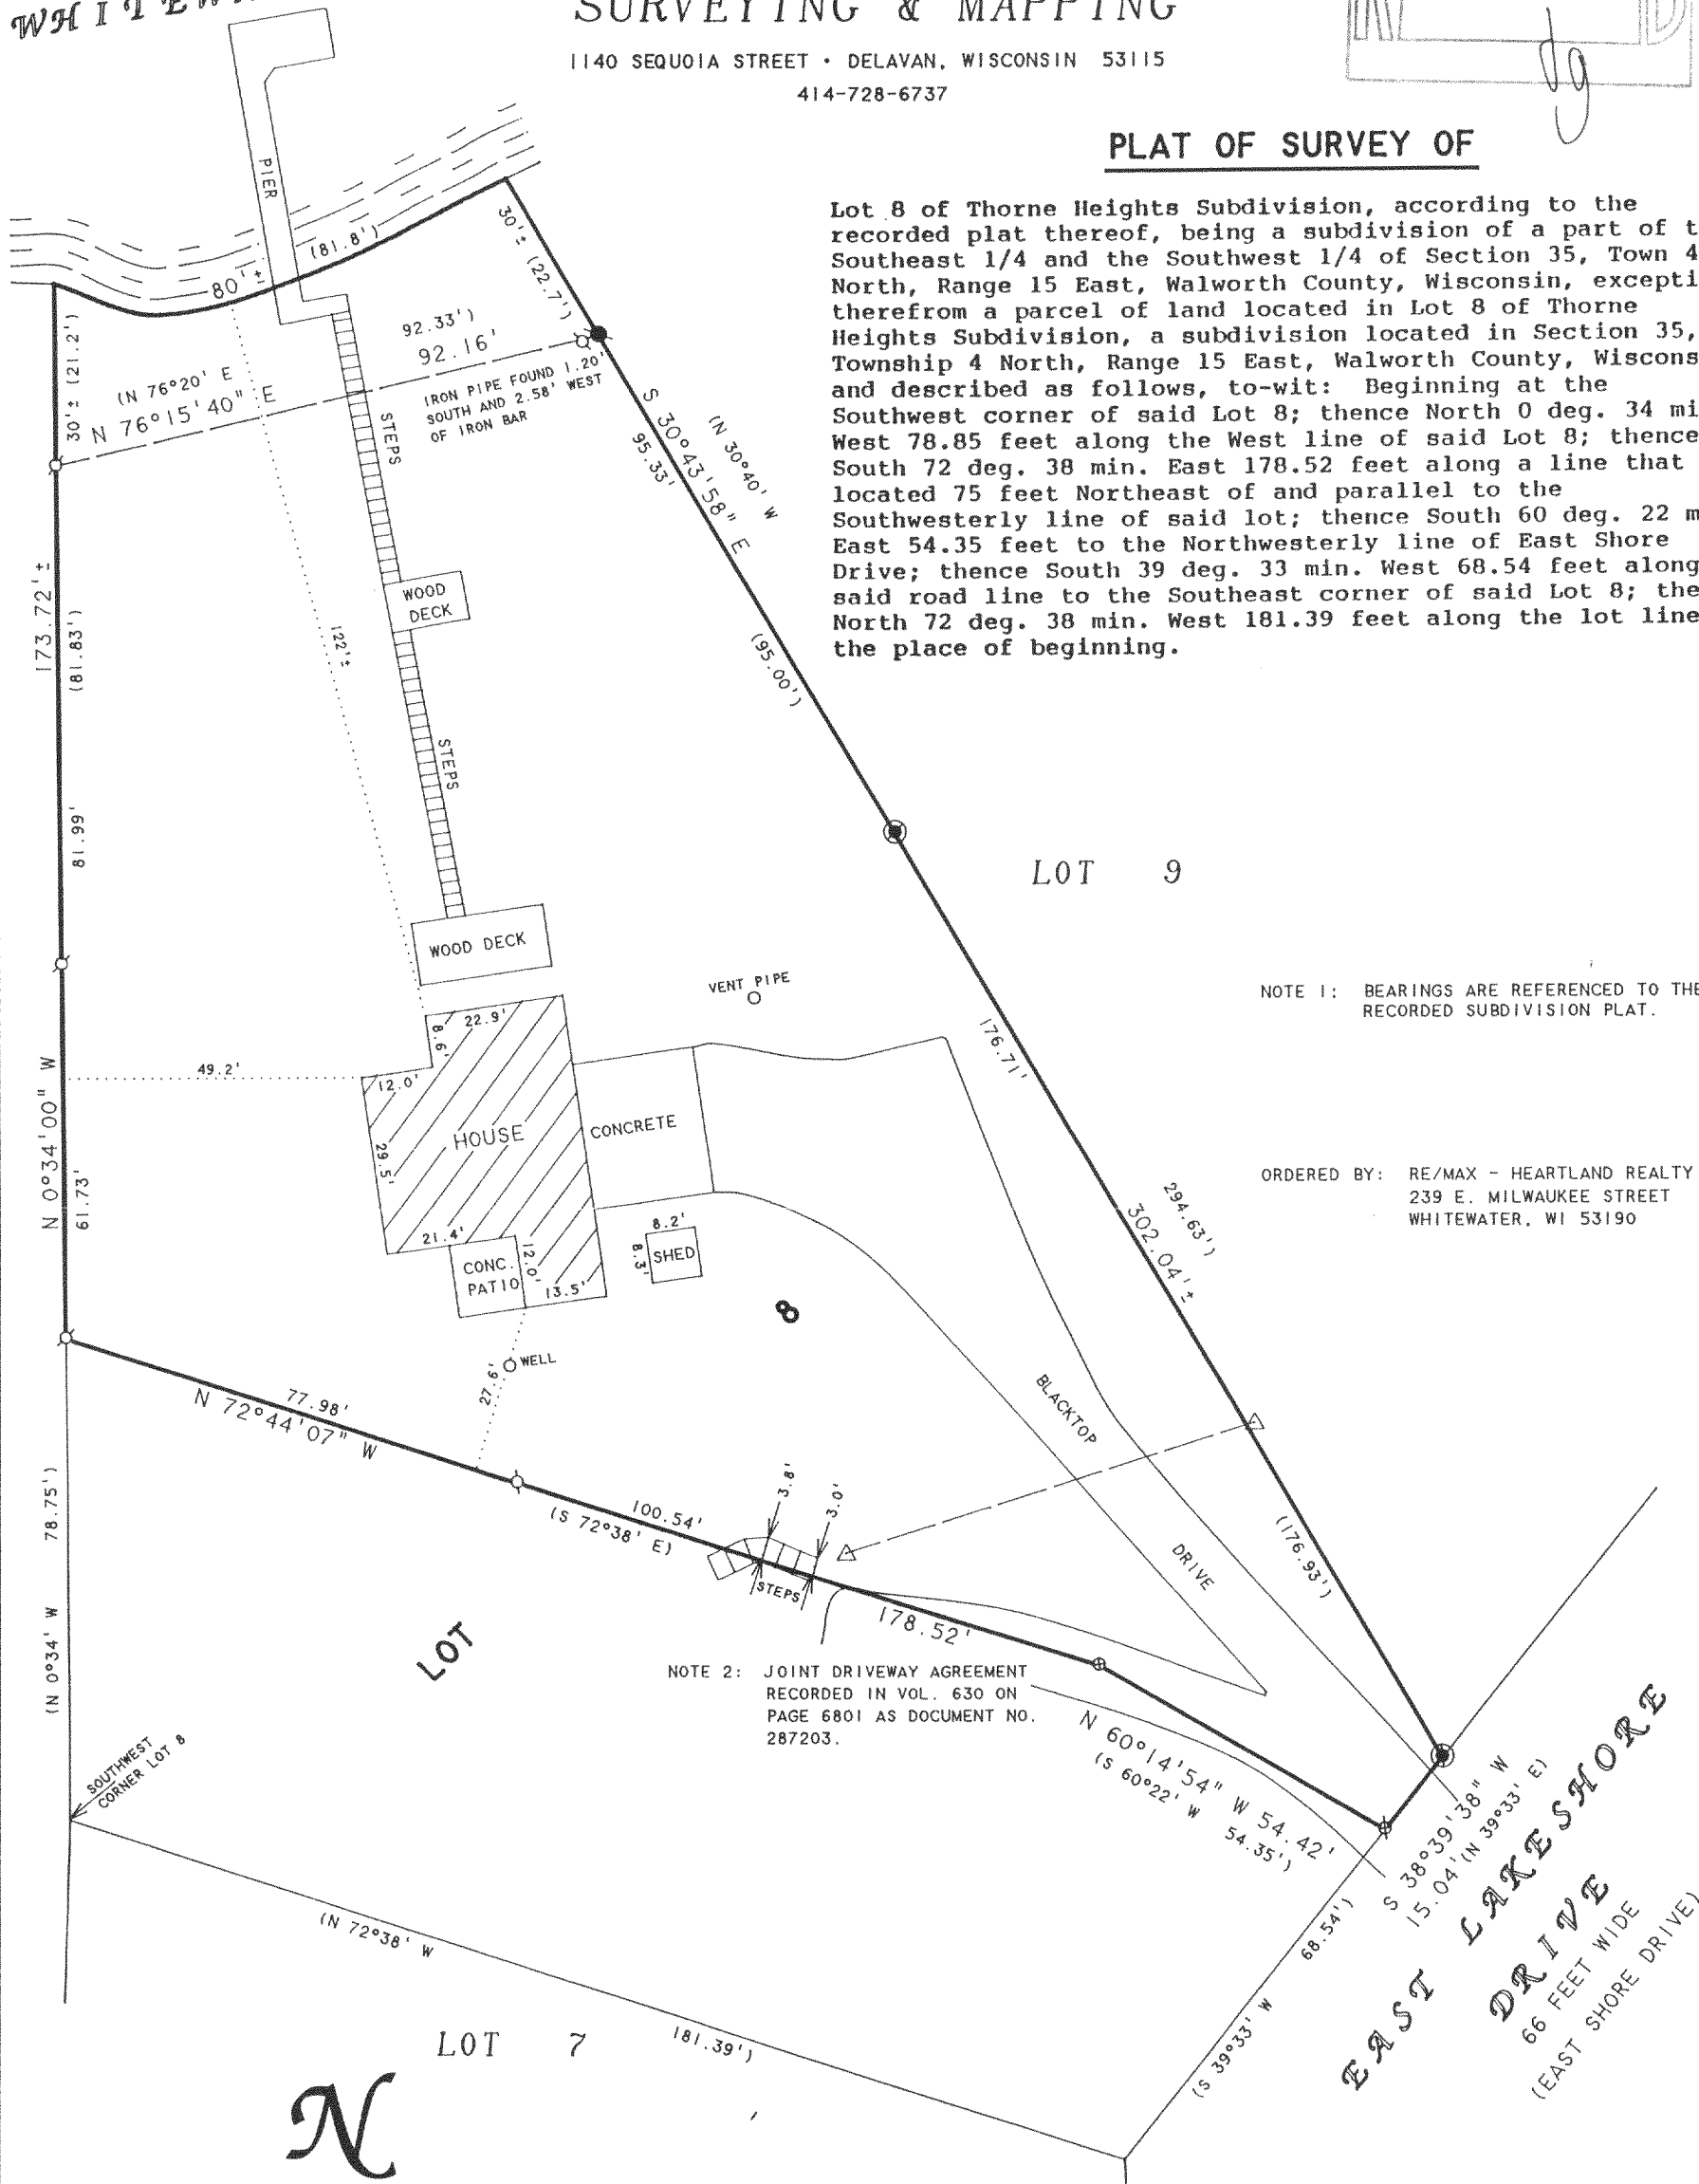 SURVEYING & MAPPING
1140 SEQUOIA STREET • DELAVAN, WISCONSIN 53115
414-728-6737
PLAT OF SURVEY OF
Lot 8 of Thorne Heights Subdivision, according to the
recorded plat thereof, being a subdivision of a part of
Southeast 1/4 and the Southwest 1/4 of Section 35, Town 4
North, Range 15 East, Walworth County, Wisconsin,
therefrom a parcel of land located in Lot 8 of Thorne
Heights Subdivision, a subdivision located in Section 35,
Township 4 North, Range 15 East, Walworth County,
and described as follows, to-wit: Beginning at the
Southwest corner of said Lot 8; thence North 0 deg. 34
West 78.85 feet along the West line of said Lot 8; thence
South 72 deg. 38 min. East 178.52 feet along a line that
located 75 feet Northeast of and parallel to the
Southwesterly line of said lot; thence South 60 deg. 22
East 54.35 feet to the Northwesterly line of East Shore
Drive; thence South 39 deg. 33 min. West 68.54 feet along
said road line to the Southeast corner of said Lot 8;
North 72 deg. 38 min. West 181.39 feet along the lot line
the place of beginning.
PIER
80'±
(81.8')
30'± (22.7')
30'± (21.2')
(N 76°20' E
92.33')
N 76°15'40" E
92.16'
IRON PIPE FOUND 1.20'
SOUTH AND 2.58' WEST
OF IRON BAR
STEPS
S 30°43'58" E
95.33'
(N 30°40' W
(95.00')
173.72'±
(81.83')
122'±
WOOD
DECK
STEPS
81.99'
LOT 9
WOOD DECK
VENT PIPE
NOTE 1: BEARINGS ARE REFERENCED TO THE
RECORDED SUBDIVISION PLAT.
176.71'
22.9'
8.6'
49.2'
12.0'
HOUSE
29.5'
CONCRETE
N 0°34'00" W
61.73'
ORDERED BY: RE/MAX - HEARTLAND REALTY
239 E. MILWAUKEE STREET
WHITEWATER, WI 53190
294.63')
302.04'±
21.4'
CONC.
PATIO
12.0'
13.5'
8.2'
8.3'
SHED
WELL
27.6'
77.98'
N 72°44'07" W
BLACKTOP
DRIVE
100.54'
(S 72°38' E)
3.8'
3.0'
STEPS
178.52'
(176.93')
78.75')
(N 0°34' W
LOT
NOTE 2: JOINT DRIVEWAY AGREEMENT
RECORDED IN VOL. 630 ON
PAGE 6801 AS DOCUMENT NO.
287203.
N 60°14'54" W 54.42'
(S 60°22' W 54.35')
SOUTHWEST
CORNER LOT 8
S 38°39'38" W
15.04' (N 39°33' E)
EAST LAKESHORE
DRIVE
66 FEET WIDE
(EAST SHORE DRIVE)
68.54')
(S 39°33' W
(N 72°38' W
181.39')
LOT 7
N